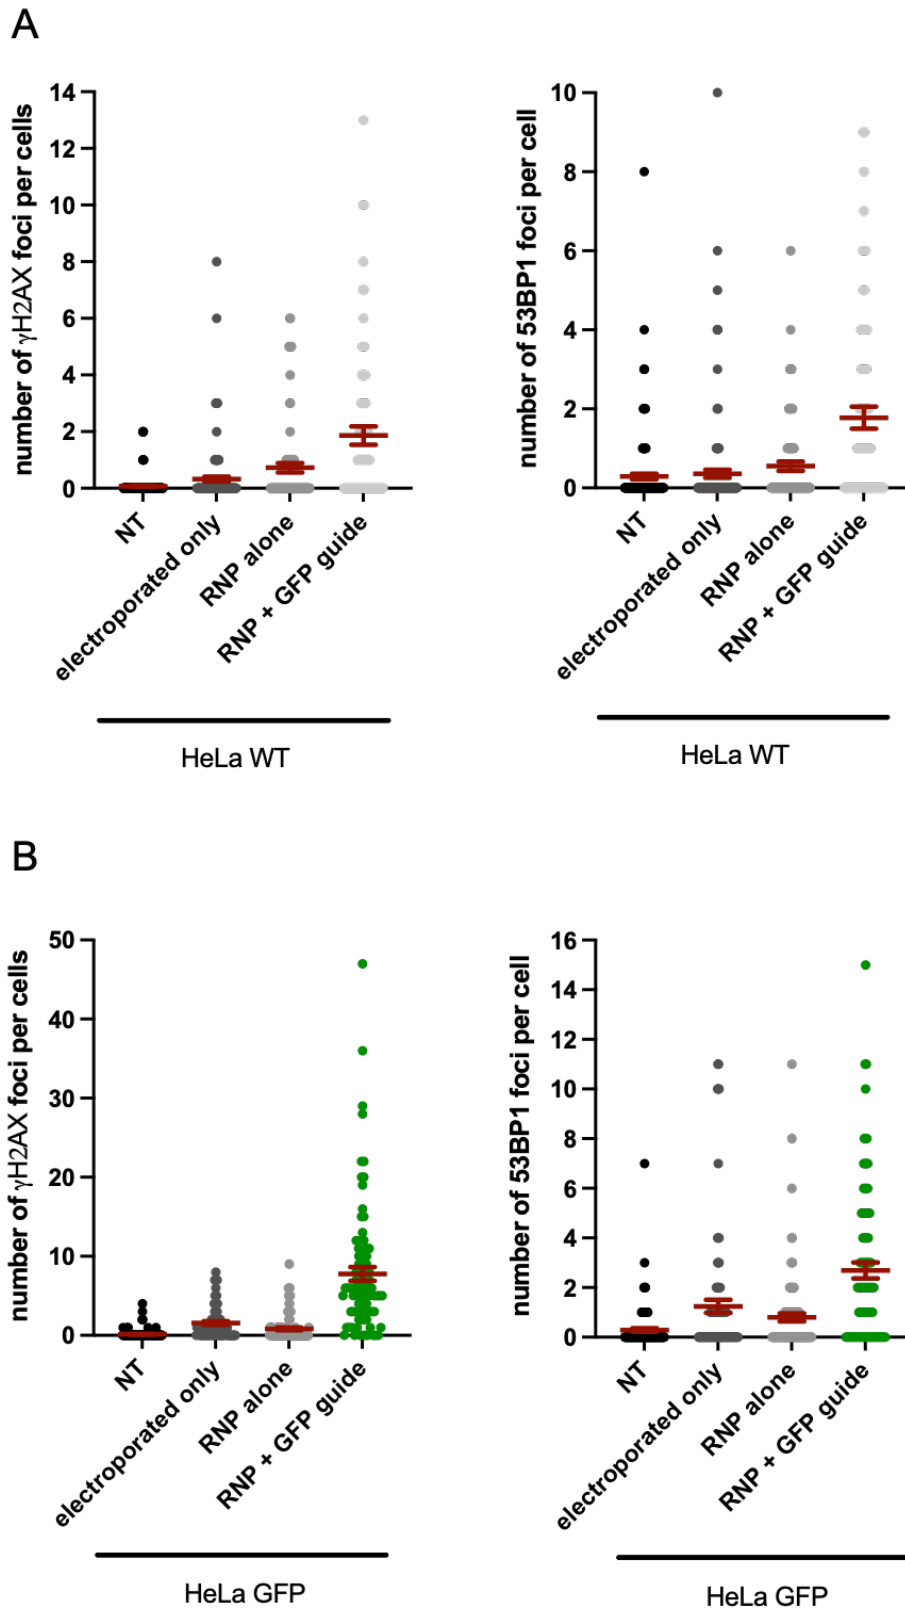 A
number of γH2AX foci per cells
14
12
10
8
6
4
2
0
NT
electroporated only
RNP alone
RNP + GFP guide
HeLa WT
number of 53BP1 foci per cell
10
8
6
4
2
0
NT
electroporated only
RNP alone
RNP + GFP guide
HeLa WT
B
number of γH2AX foci per cells
50
40
30
20
10
0
NT
electroporated only
RNP alone
RNP + GFP guide
HeLa GFP
number of 53BP1 foci per cell
16
14
12
10
8
6
4
2
0
NT
electroporated only
RNP alone
RNP + GFP guide
HeLa GFP